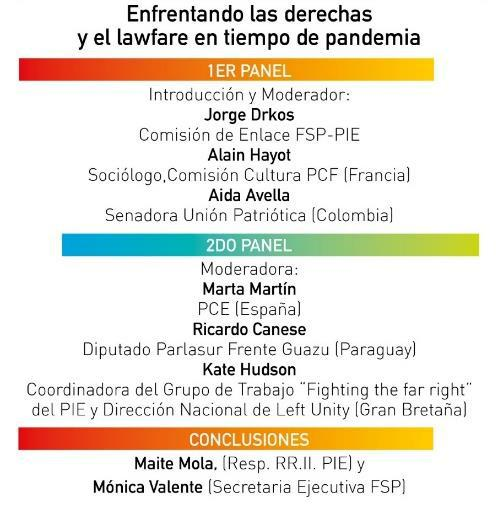 Enfrentando las derechas
y el lawfare en tiempo de pandemia
1ER PANEL
Introducción y Moderador:
Jorge Drkos
Comisión de Enlace FSP-PIE
Alain Hayot
Sociólogo,Comisión Cultura PCF (Francia)
Aida Avella
Senadora Unión Patriótica (Colombia)
2DO PANEL
Moderadora:
Marta Martín
PCE (España)
Ricardo Canese
Diputado Parlasur Frente Guazu (Paraguay)
Kate Hudson
Coordinadora del Grupo de Trabajo "Fighting the far right"
del PIE y Dirección Nacional de Left Unity (Gran Bretaña)
CONCLUSIONES
Maite Mola, (Resp. RR.II. PIE) y
Mónica Valente (Secretaria Ejecutiva FSP)